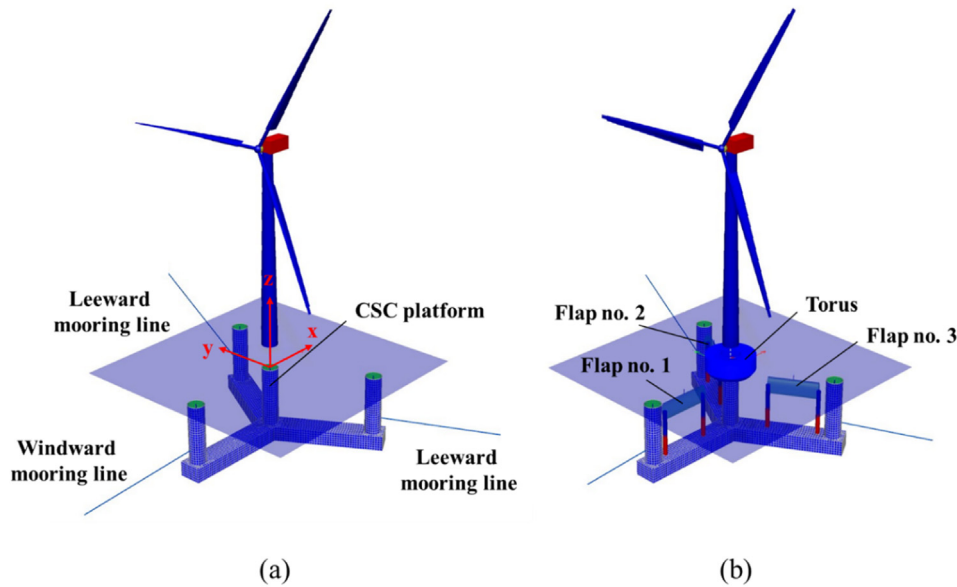 Leeward
mooring line
z
CSC platform
y
x
Windward
mooring line
Leeward
mooring line
(a)
Flap no. 2
Torus
Flap no. 1
Flap no. 3
(b)